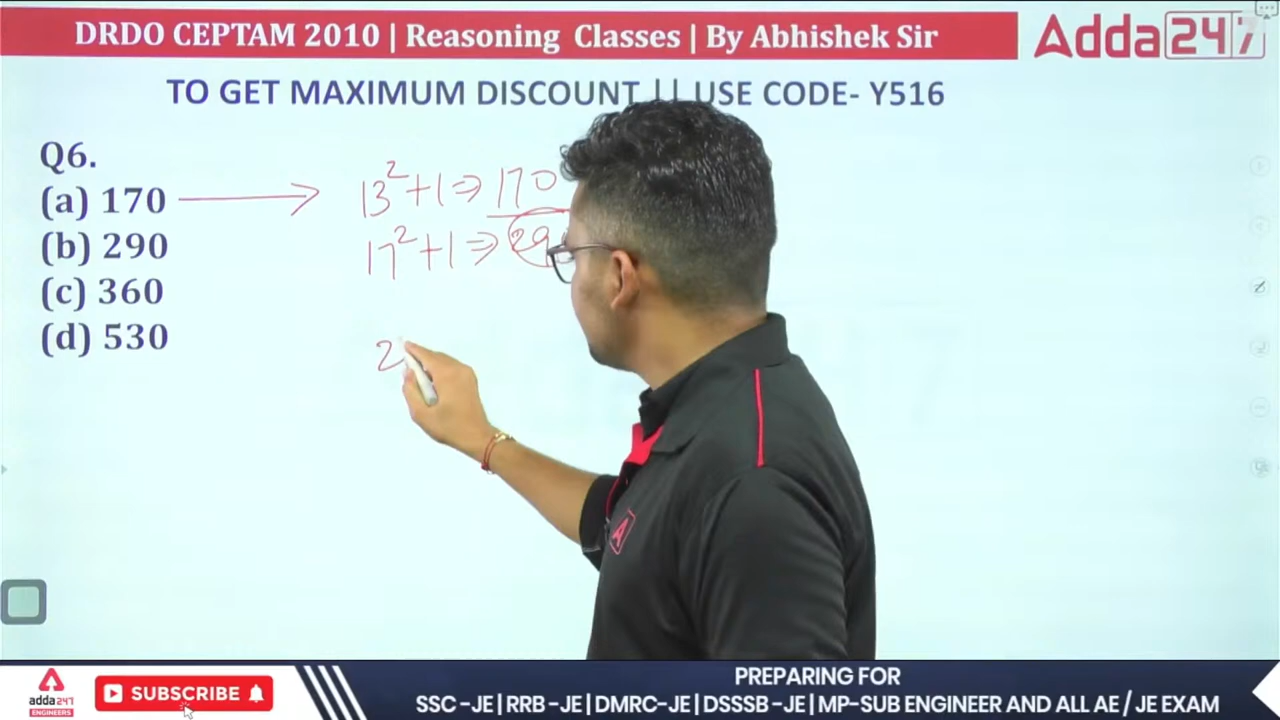 DRDO CEPTAM 2010 | Reasoning Classes | By Abhishek Sir
Adda247
TO GET MAXIMUM DISCOUNT || USE CODE- Y516
Q6.
(a) 170
13²+1⇒170
(b) 290
17²+1⇒29
(c) 360
(d) 530
2
PREPARING FOR
adda247
ENGINEERS
SUBSCRIBE
SSC -JE | RRB -JE | DMRC-JE | DSSSB -JE | MP-SUB ENGINEER AND ALL AE / JE EXAM